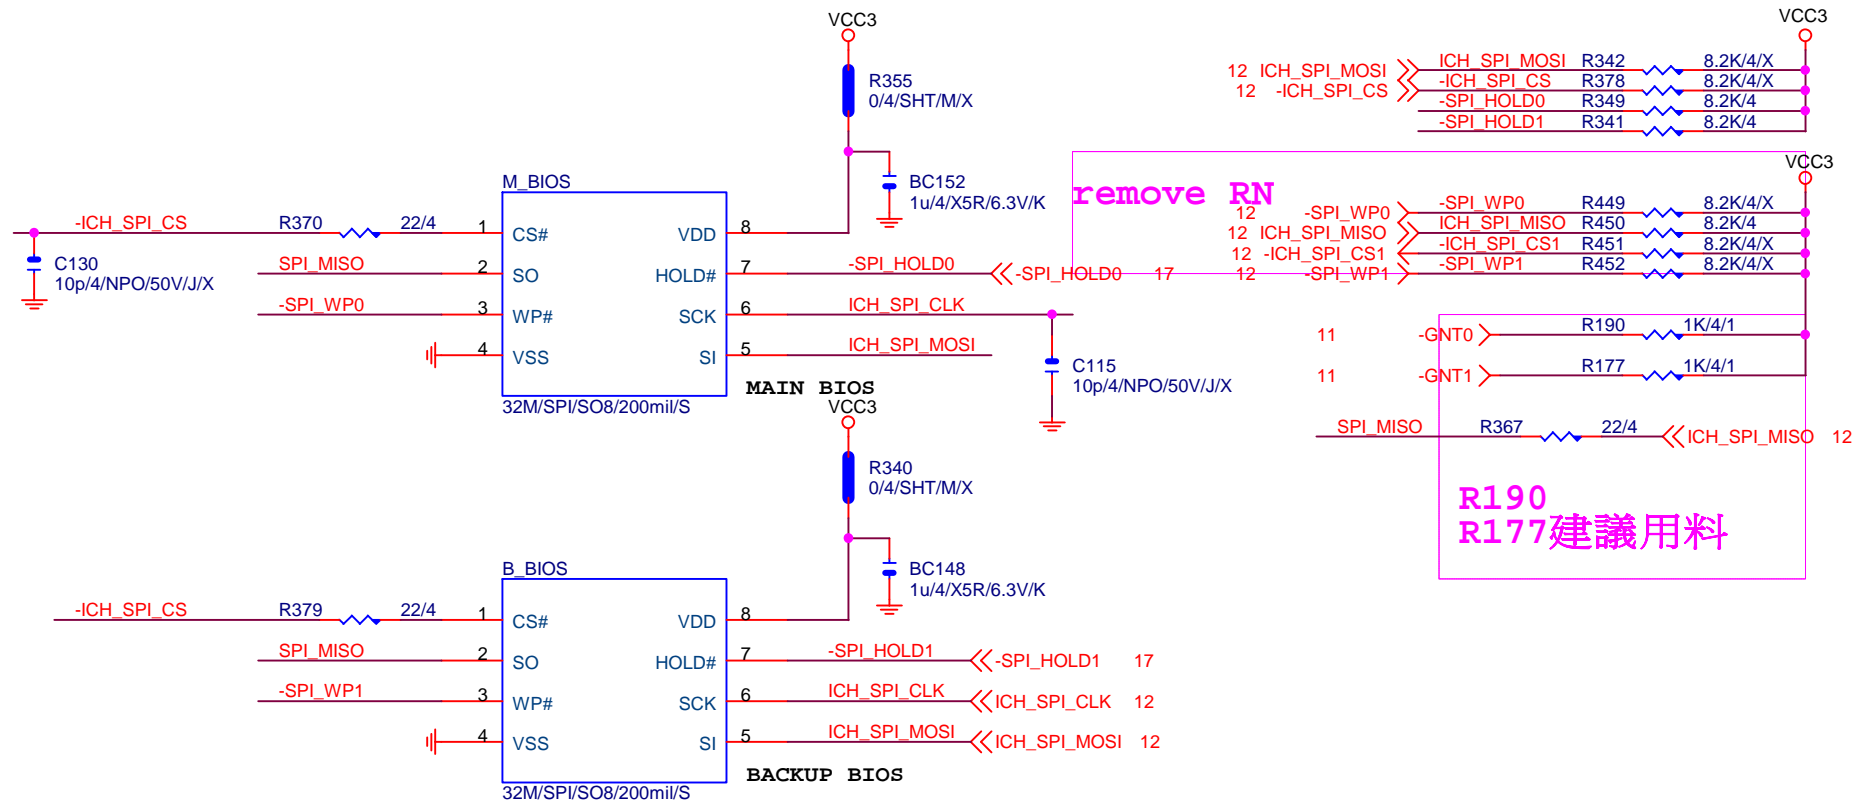 VCC3
R355
0/4/SHT/M/X
BC152
1u/4/X5R/6.3V/K
M_BIOS
-ICH_SPI_CS R370 22/4 1 CS# VDD 8
C130
10p/4/NPO/50V/J/X
SPI_MISO 2 SO HOLD# 7 -SPI_HOLD0 -SPI_HOLD0 17
-SPI_WP0 3 WP# SCK 6 ICH_SPI_CLK
4 VSS SI 5 ICH_SPI_MOSI
C115
10p/4/NPO/50V/J/X
MAIN BIOS
32M/SPI/SO8/200mil/S
VCC3
R340
0/4/SHT/M/X
BC148
1u/4/X5R/6.3V/K
B_BIOS
-ICH_SPI_CS R379 22/4 1 CS# VDD 8
SPI_MISO 2 SO HOLD# 7 -SPI_HOLD1 -SPI_HOLD1 17
-SPI_WP1 3 WP# SCK 6 ICH_SPI_CLK ICH_SPI_CLK 12
4 VSS SI 5 ICH_SPI_MOSI ICH_SPI_MOSI 12
BACKUP BIOS
32M/SPI/SO8/200mil/S
VCC3
12 ICH_SPI_MOSI ICH_SPI_MOSI R342 8.2K/4/X
12 -ICH_SPI_CS -ICH_SPI_CS R378 8.2K/4/X
-SPI_HOLD0 R349 8.2K/4
-SPI_HOLD1 R341 8.2K/4
VCC3
remove RN
12 -SPI_WP0 -SPI_WP0 R449 8.2K/4/X
12 ICH_SPI_MISO ICH_SPI_MISO R450 8.2K/4
12 -ICH_SPI_CS1 -ICH_SPI_CS1 R451 8.2K/4/X
12 -SPI_WP1 -SPI_WP1 R452 8.2K/4/X
11 -GNT0 R190 1K/4/1
11 -GNT1 R177 1K/4/1
SPI_MISO R367 22/4 ICH_SPI_MISO 12
R190
R177建議用料